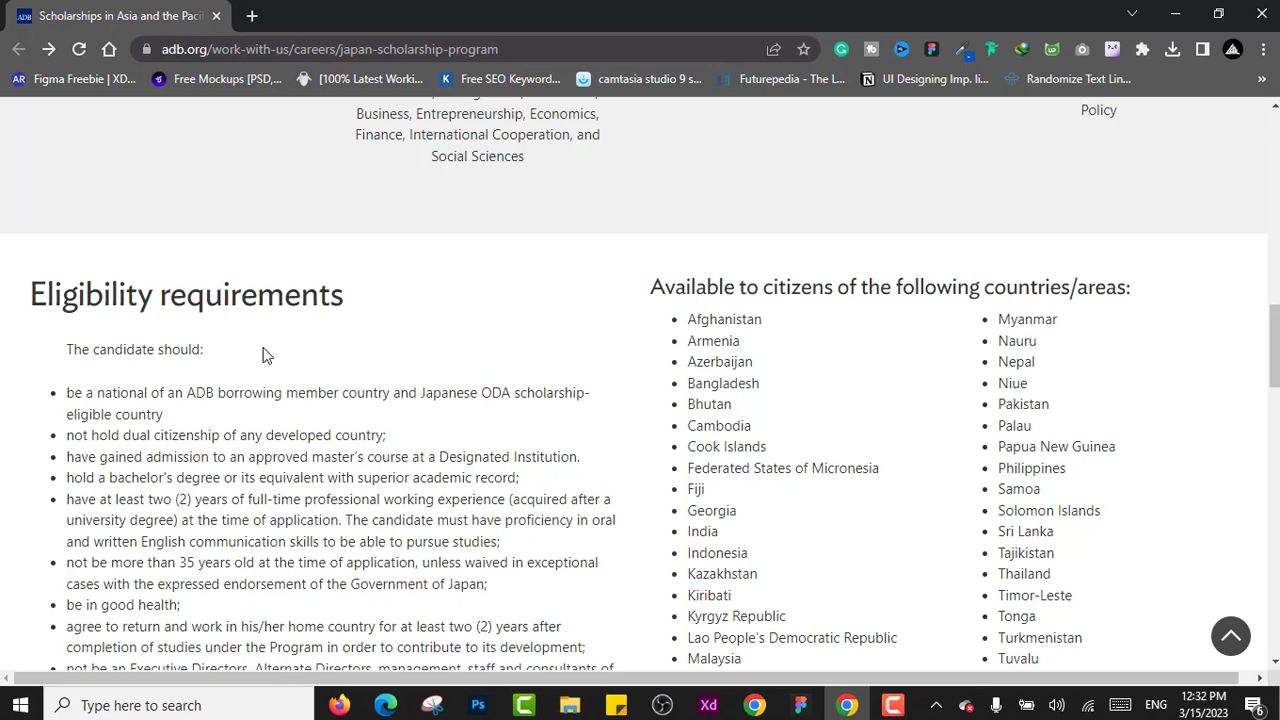 Scholarships in Asia and the Paci
adb.org/work-with-us/careers/japan-scholarship-program
Figma Freebie | XD...
Free Mockups [PSD,...
[100% Latest Worki...
Free SEO Keyword...
camtasia studio 9 s...
Futurepedia - The L...
UI Designing Imp. li...
Randomize Text Lin...
Business, Entrepreneurship, Economics,
Finance, International Cooperation, and
Social Sciences
Policy
Eligibility requirements
The candidate should:
• be a national of an ADB borrowing member country and Japanese ODA scholarship-
eligible country
• not hold dual citizenship of any developed country;
• have gained admission to an approved master's course at a Designated Institution.
• hold a bachelor's degree or its equivalent with superior academic record;
• have at least two (2) years of full-time professional working experience (acquired after a
university degree) at the time of application. The candidate must have proficiency in oral
and written English communication skills to be able to pursue studies;
• not be more than 35 years old at the time of application, unless waived in exceptional
cases with the expressed endorsement of the Government of Japan;
• be in good health;
• agree to return and work in his/her home country for at least two (2) years after
completion of studies under the Program in order to contribute to its development;
• not be an Executive Directors, Alternate Directors, management, staff and consultants of
Available to citizens of the following countries/areas:
• Afghanistan
• Armenia
• Azerbaijan
• Bangladesh
• Bhutan
• Cambodia
• Cook Islands
• Federated States of Micronesia
• Fiji
• Georgia
• India
• Indonesia
• Kazakhstan
• Kiribati
• Kyrgyz Republic
• Lao People's Democratic Republic
• Malaysia
• Myanmar
• Nauru
• Nepal
• Niue
• Pakistan
• Palau
• Papua New Guinea
• Philippines
• Samoa
• Solomon Islands
• Sri Lanka
• Tajikistan
• Thailand
• Timor-Leste
• Tonga
• Turkmenistan
• Tuvalu
Type here to search
ENG
12:32 PM
3/15/2023
6